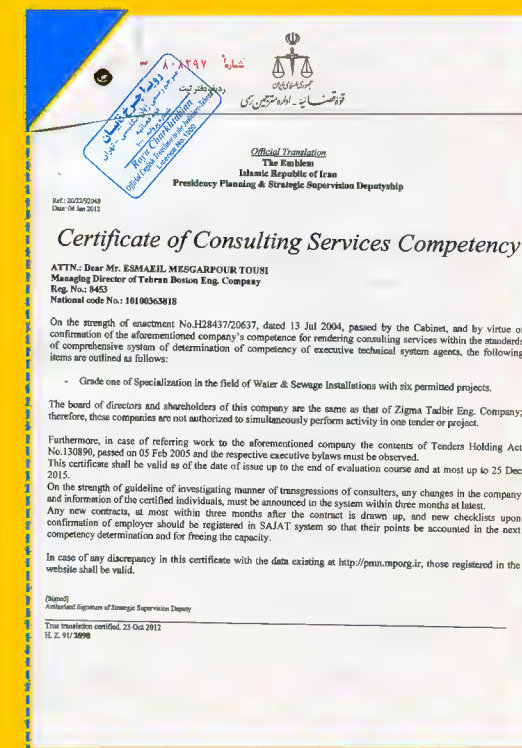 شمارهٔ ۸۰۸۲۹۷ ۳
ردیف دفتر ثبت
Roya Charkhtabian
Official English Translator to the Judiciary-Tehran
Licence No.1000
Official Translation
The Emblem
Islamic Republic of Iran
Presidency Planning & Strategic Supervision Deputyship
Ref.: 20/22/92048
Date: 04 Jan 2012
Certificate of Consulting Services Competency
ATTN.: Dear Mr. ESMAEIL MESGARPOUR TOUSI
Managing Director of Tehran Boston Eng. Company
Reg. No.: 8453
National code No.: 10100363818
On the strength of enactment No.H28437/20637, dated 13 Jul 2004, passed by the Cabinet, and by virtue of
confirmation of the aforementioned company's competence for rendering consulting services within the standards
of comprehensive system of determination of competency of executive technical system agents, the following
items are outlined as follows:
- Grade one of Specialization in the field of Water & Sewage Installations with six permitted projects.
The board of directors and shareholders of this company are the same as that of Zigma Tadbir Eng. Company;
therefore, these companies are not authorized to simultaneously perform activity in one tender or project.
Furthermore, in case of referring work to the aforementioned company the contents of Tenders Holding Act
No.130890, passed on 05 Feb 2005 and the respective executive bylaws must be observed.
This certificate shall be valid as of the date of issue up to the end of evaluation course and at most up to 25 Dec
2015.
On the strength of guideline of investigating manner of transgressions of consulters, any changes in the company
and information of the certified individuals, must be announced to the system within three months at latest.
Any new contracts, at most within three months after the contract is drawn up, and new checklists upon
confirmation of employer should be registered in SAJAT system so that their points be accounted in the next
competency determination and for freeing the capacity.
In case of any discrepancy in this certificate with the data existing at http://pmn.mporg.ir, those registered in the
website shall be valid.
[Signed]
Authorized Signature of Strategic Supervision Deputy
True translation certified, 23 Oct 2012
H. Z. 91/ 3898